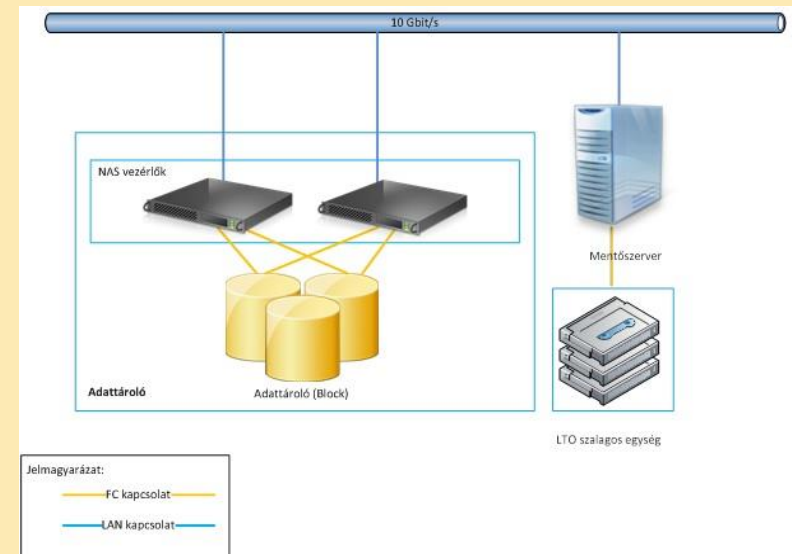 10 Gbit/s
NAS vezérlők
Mentőszerver
Adattároló
Adattároló (Block)
LTO szalagos egység
Jelmagyarázat:
FC kapcsolat
LAN kapcsolat